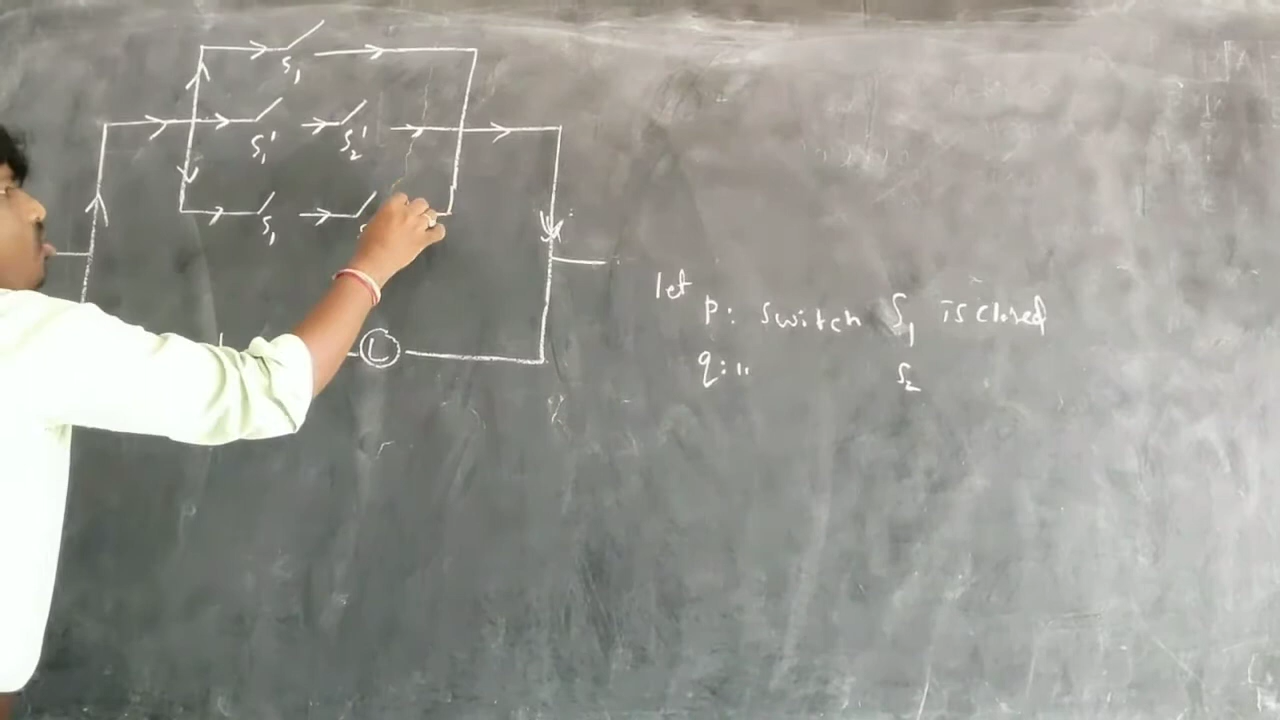 S₁
S₁' S₂'
S₁
L
let
p: switch S₁ is closed
q: 〃 S₂